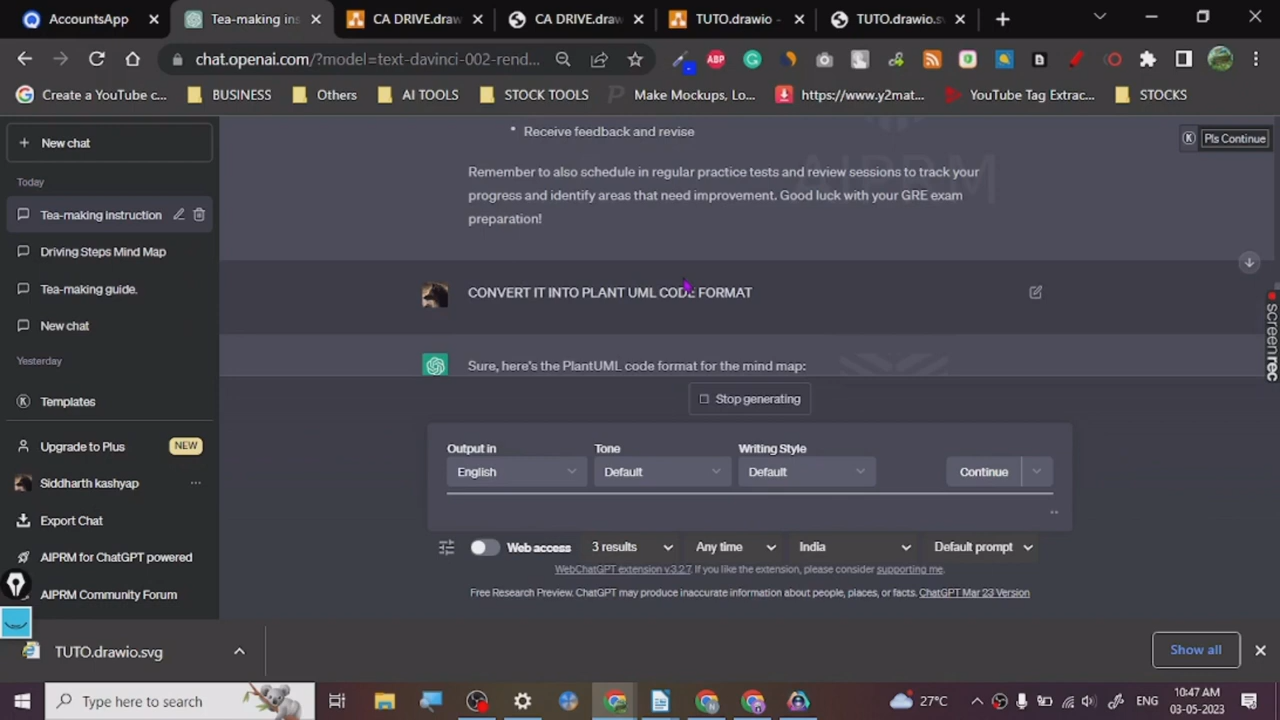 AccountsApp
Tea-making ins
CA DRIVE.draw
CA DRIVE.draw
TUTO.drawio -
TUTO.drawio.s
chat.openai.com/?model=text-davinci-002-rend...
ABP
Create a YouTube c...
BUSINESS
Others
AI TOOLS
STOCK TOOLS
Make Mockups, Lo...
https://www.y2mat...
YouTube Tag Extrac...
STOCKS
New chat
Today
Tea-making instruction
Driving Steps Mind Map
Tea-making guide.
New chat
Yesterday
Templates
Upgrade to Plus
NEW
Siddharth kashyap
Export Chat
AIPRM for ChatGPT powered
AIPRM Community Forum
AIPRM
K
Pls Continue
• Receive feedback and revise
Remember to also schedule in regular practice tests and review sessions to track your
progress and identify areas that need improvement. Good luck with your GRE exam
preparation!
CONVERT IT INTO PLANT UML CODE FORMAT
Sure, here's the PlantUML code format for the mind map:
Stop generating
Output in
Tone
Writing Style
English
Default
Default
Continue
Web access
3 results
Any time
India
Default prompt
WebChatGPT extension v.3.2.7. If you like the extension, please consider supporting me.
Free Research Preview. ChatGPT may produce inaccurate information about people, places, or facts. ChatGPT Mar 23 Version
screenrec
TUTO.drawio.svg
Show all
Type here to search
27°C
ENG
10:47 AM
03-05-2023